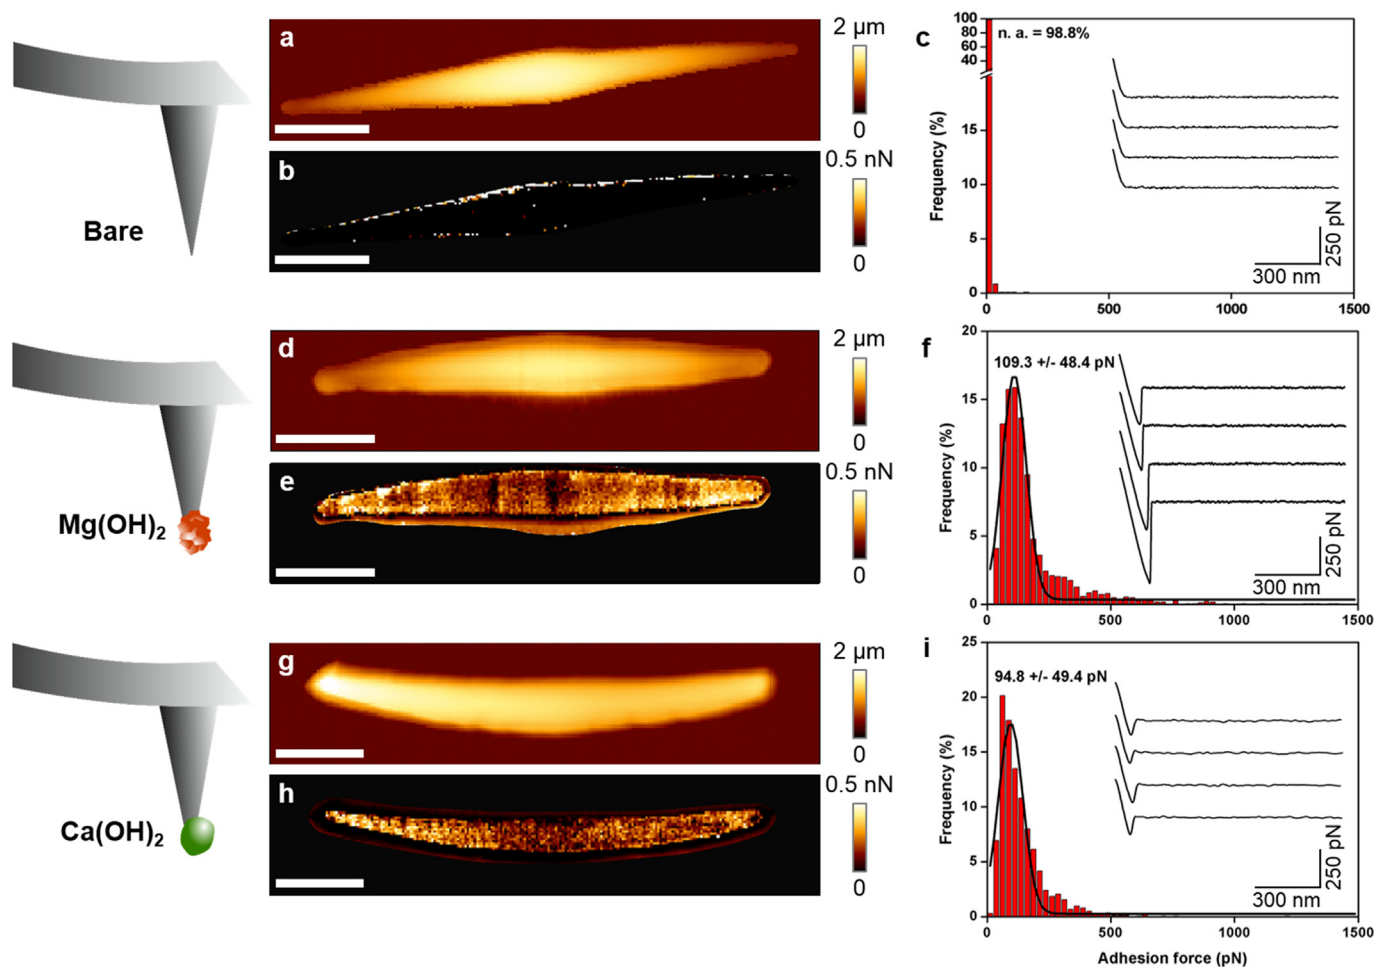 a
2 µm
0
b
0.5 nN
0
Bare
c
n. a. = 98.8%
100
80
60
40
15
10
5
0
Frequency (%)
250 pN
300 nm
0
500
1000
1500
d
2 µm
0
e
0.5 nN
0
Mg(OH)2
f
109.3 +/- 48.4 pN
20
15
10
5
0
Frequency (%)
250 pN
300 nm
0
500
1000
1500
g
2 µm
0
h
0.5 nN
0
Ca(OH)2
i
94.8 +/- 49.4 pN
25
20
15
10
5
0
Frequency (%)
250 pN
300 nm
0
500
1000
1500
Adhesion force (pN)